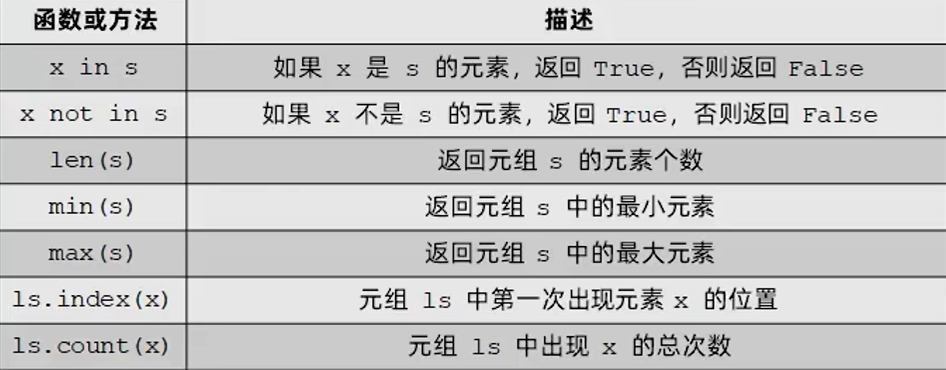 函数或方法 描述
x in s 如果 x 是 s 的元素，返回 True，否则返回 False
x not in s 如果 x 不是 s 的元素，返回 True，否则返回 False
len(s) 返回元组 s 的元素个数
min(s) 返回元组 s 中的最小元素
max(s) 返回元组 s 中的最大元素
ls.index(x) 元组 ls 中第一次出现元素 x 的位置
ls.count(x) 元组 ls 中出现 x 的总次数